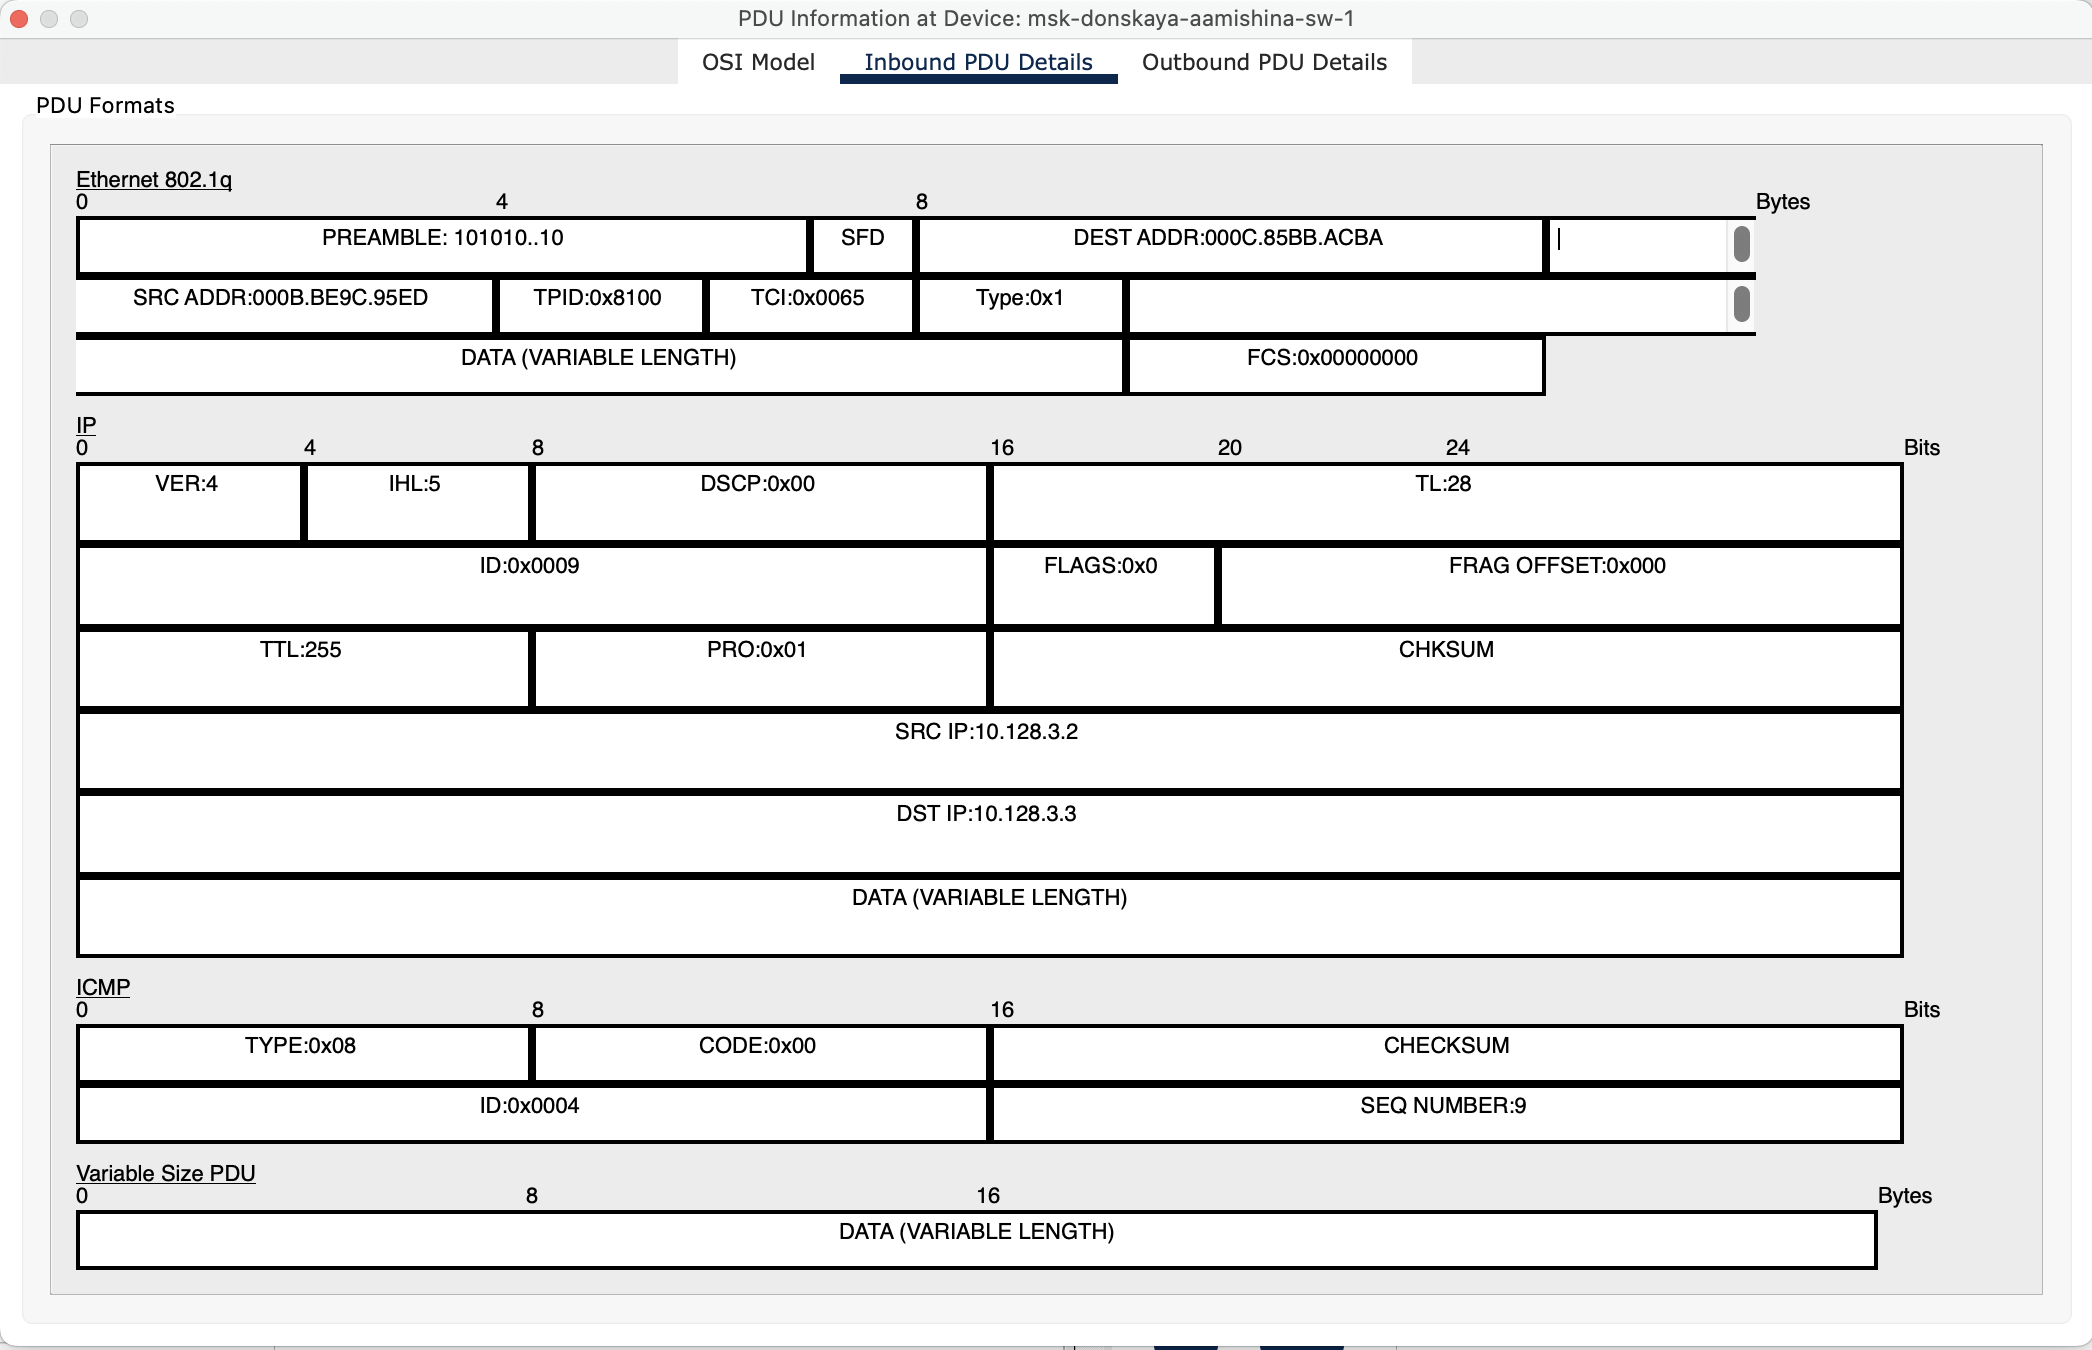 PDU Information at Device: msk-donskaya-aamishina-sw-1
OSI Model Inbound PDU Details Outbound PDU Details
PDU Formats
Ethernet 802.1q
0 4 8 Bytes
PREAMBLE: 101010..10 SFD DEST ADDR:000C.85BB.ACBA
SRC ADDR:000B.BE9C.95ED TPID:0x8100 TCI:0x0065 Type:0x1
DATA (VARIABLE LENGTH) FCS:0x00000000
IP
0 4 8 16 20 24 Bits
VER:4 IHL:5 DSCP:0x00 TL:28
ID:0x0009 FLAGS:0x0 FRAG OFFSET:0x000
TTL:255 PRO:0x01 CHKSUM
SRC IP:10.128.3.2
DST IP:10.128.3.3
DATA (VARIABLE LENGTH)
ICMP
0 8 16 Bits
TYPE:0x08 CODE:0x00 CHECKSUM
ID:0x0004 SEQ NUMBER:9
Variable Size PDU
0 8 16 Bytes
DATA (VARIABLE LENGTH)